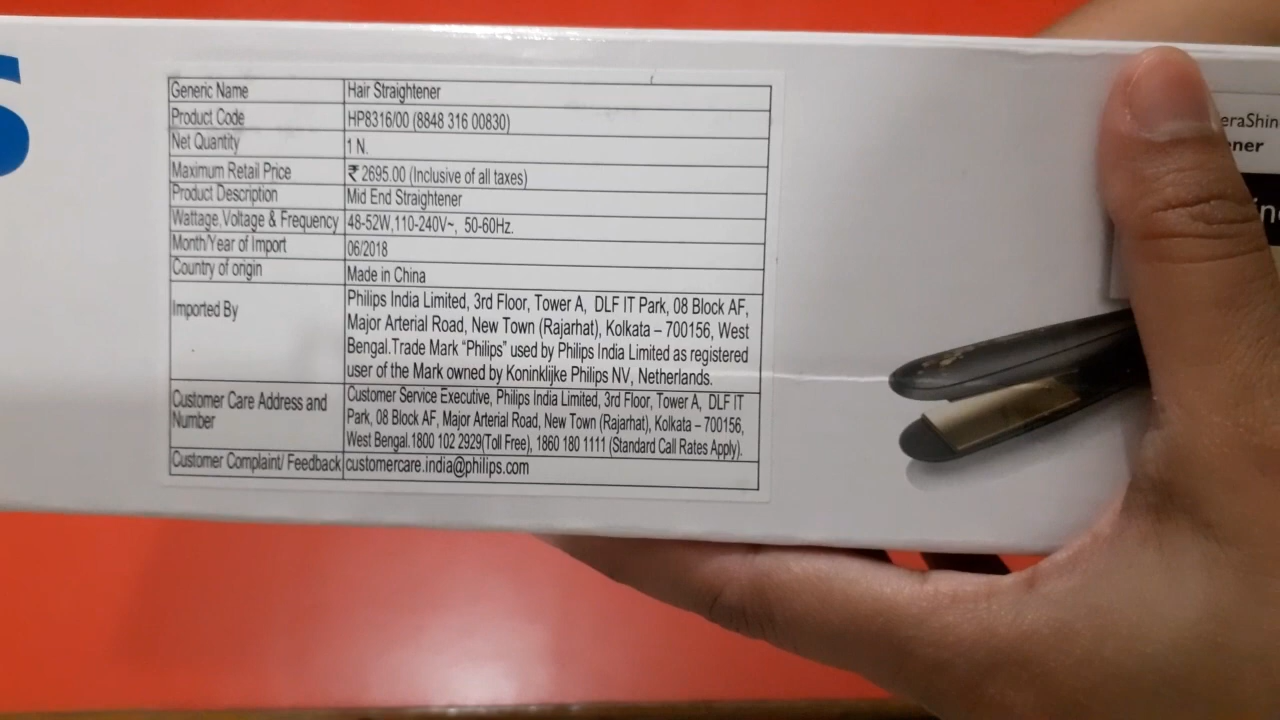 S
Generic Name Hair Straightener
Product Code HP8316/00 (8848 316 00830)
Net Quantity 1 N.
Maximum Retail Price ₹ 2695.00 (Inclusive of all taxes)
Product Description Mid End Straightener
Wattage,Voltage & Frequency 48-52W,110-240V~, 50-60Hz.
Month/Year of Import 06/2018
Country of origin Made in China
Imported By Philips India Limited, 3rd Floor, Tower A, DLF IT Park, 08 Block AF,
Major Arterial Road, New Town (Rajarhat), Kolkata – 700156, West
Bengal.Trade Mark “Philips” used by Philips India Limited as registered
user of the Mark owned by Koninklijke Philips NV, Netherlands.
Customer Care Address and Number Customer Service Executive, Philips India Limited, 3rd Floor, Tower A, DLF IT
Park, 08 Block AF, Major Arterial Road, New Town (Rajarhat), Kolkata – 700156,
West Bengal.1800 102 2929(Toll Free), 1860 180 1111 (Standard Call Rates Apply).
Customer Complaint/ Feedback customercare.india@philips.com
eraShin
ner